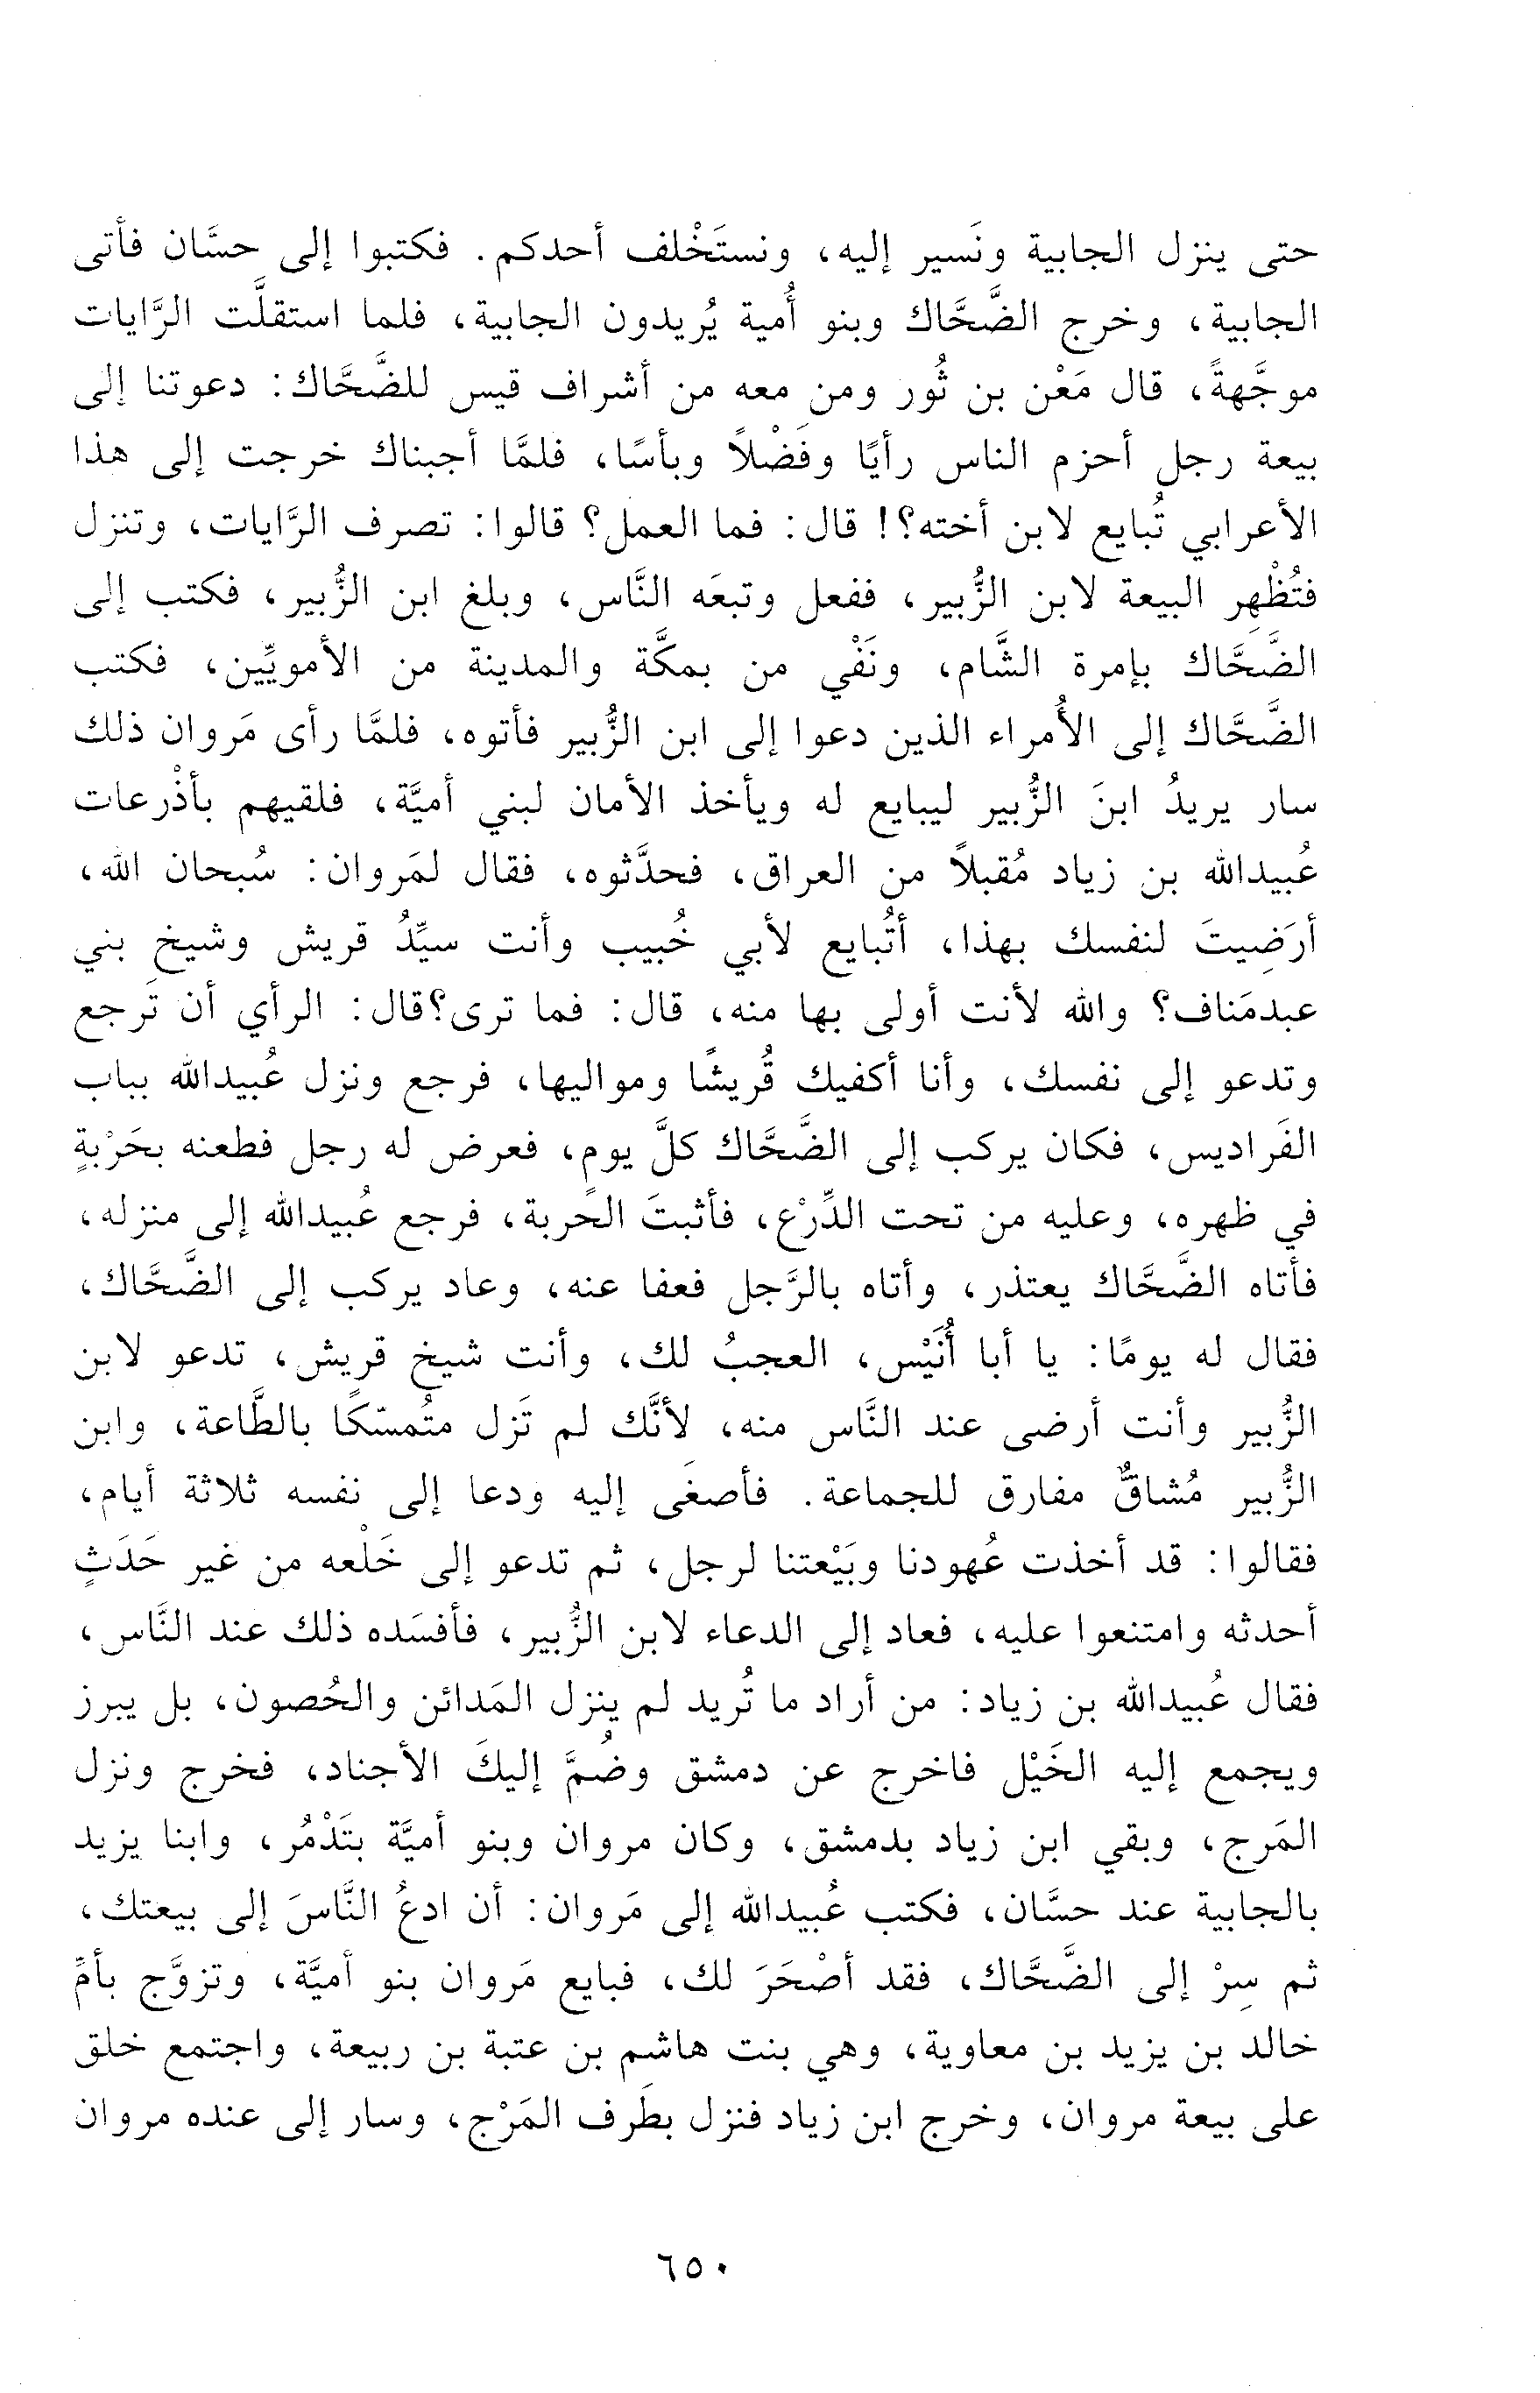 حتى ينزل الجابية ونَسير إليه، ونستَخْلف أحدكم. فكتبوا إلى حسَّان فأتى
الجابية، وخرج الضَّحَّاك وبنو أُمية يُريدون الجابية، فلما استقلَّت الرَّايات
موجَّهةً، قال مَعْن بن ثُور ومن معه من أشراف قيس للضَّحَّاك: دعوتنا إلى
بيعة رجل أحزم الناس رأيًا وفَضْلاً وبأسًا، فلمَّا أجبناك خرجت إلى هذا
الأعرابي تُبايع لابن أخته؟! قال: فما العمل؟ قالوا: تصرف الرَّايات، وتنزل
فتُظْهِر البيعة لابن الزُّبير، ففعل وتبعَه النَّاس، وبلغ ابن الزُّبير، فكتب إلى
الضَّحَّاك بإمرة الشَّام، ونَفْي من بمكَّة والمدينة من الأمويِّين، فكتب
الضَّحَّاك إلى الأُمراء الذين دعوا إلى ابن الزُّبير فأتوه، فلمَّا رأى مَروان ذلك
سار يريدُ ابنَ الزُّبير ليبايع له ويأخذ الأمان لبني أميَّة، فلقيهم بأذْرعات
عُبيدالله بن زياد مُقبلاً من العراق، فحدَّثوه، فقال لمَروان: سُبحان الله،
أرَضِيتَ لنفسك بهذا، أتُبايع لأبي خُبيب وأنت سيِّدُ قريش وشيخ بني
عبدمَناف؟ والله لأنت أولى بها منه، قال: فما ترى؟قال: الرأي أن تَرجع
وتدعو إلى نفسك، وأنا أكفيك قُريشًا ومواليها، فرجع ونزل عُبيدالله بباب
الفَراديس، فكان يركب إلى الضَّحَّاك كلَّ يومٍ، فعرض له رجل فطعنه بحَرْبةٍ
في ظهره، وعليه من تحت الدِّرْع، فأثبتَ الحَربة، فرجع عُبيدالله إلى منزله،
فأتاه الضَّحَّاك يعتذر، وأتاه بالرَّجل فعفا عنه، وعاد يركب إلى الضَّحَّاك،
فقال له يومًا: يا أبا أُنَيْس، العجبُ لك، وأنت شيخ قريش، تدعو لابن
الزُّبير وأنت أرضى عند النَّاس منه، لأنَّك لم تَزل متُمسّكًا بالطَّاعة، وابن
الزُّبير مُشاقٌّ مفارق للجماعة. فأصغَى إليه ودعا إلى نفسه ثلاثة أيام،
فقالوا: قد أخذت عُهودنا وبَيْعتنا لرجل، ثم تدعو إلى خَلْعه من غير حَدَثٍ
أحدثه وامتنعوا عليه، فعاد إلى الدعاء لابن الزُّبير، فأفسَده ذلك عند النَّاس،
فقال عُبيدالله بن زياد: من أراد ما تُريد لم ينزل المَدائن والحُصون، بل يبرز
ويجمع إليه الخَيْل فاخرج عن دمشق وضُمَّ إليكَ الأجناد، فخرج ونزل
المَرج، وبقي ابن زياد بدمشق، وكان مروان وبنو أميَّة بتَدْمُر، وابنا يزيد
بالجابية عند حسَّان، فكتب عُبيدالله إلى مَروان: أن ادعُ النَّاسَ إلى بيعتك،
ثم سِرْ إلى الضَّحَّاك، فقد أصْحَرَ لك، فبايع مَروان بنو أميَّة، وتزوَّج بأمِّ
خالد بن يزيد بن معاوية، وهي بنت هاشم بن عتبة بن ربيعة، واجتمع خلق
على بيعة مروان، وخرج ابن زياد فنزل بطَرف المَرْج، وسار إلى عنده مروان
٦٥٠